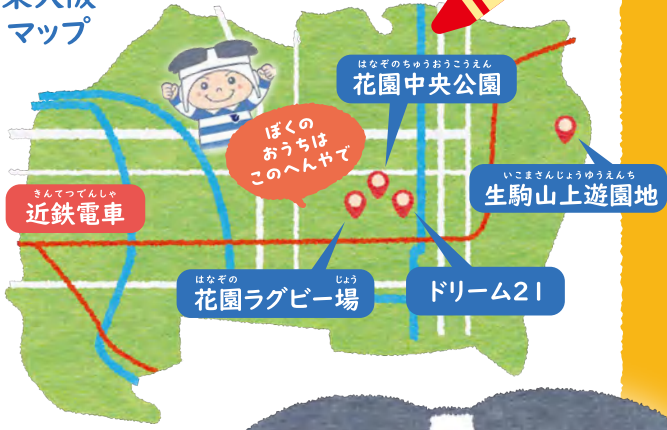 マップ
はなぞのちゅうおうこうえん
花園中央公園
ぼくの
おうちは
このへんやで
いこまさんじょうゆうえんち
生駒山上遊園地
きんてつでんしゃ
近鉄電車
はなぞの じょう
花園ラグビー場
ドリーム21